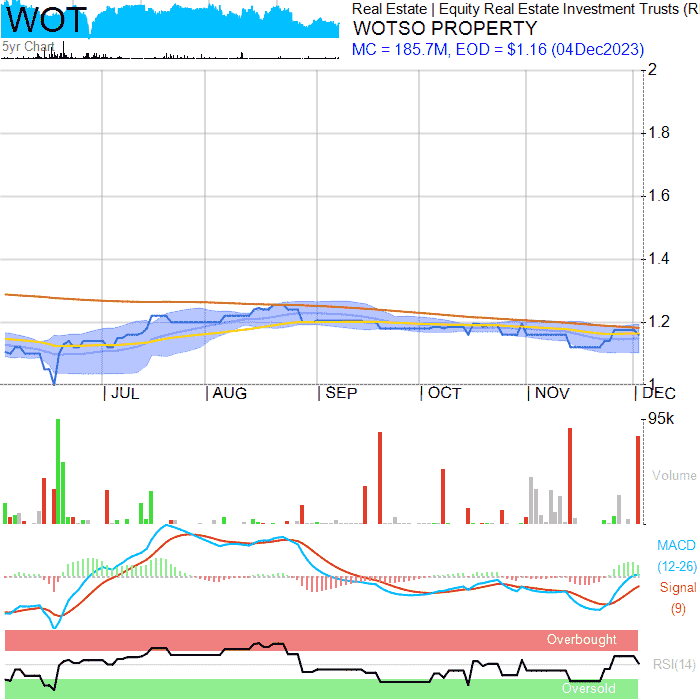 WOT
5yr Chart
Real Estate | Equity Real Estate Investment Trusts (R
WOTSO PROPERTY
MC = 185.7M, EOD = $1.16 (04Dec2023)
2
1.8
1.6
1.4
1.2
1
JUL AUG SEP OCT NOV DEC
95k
Volume
MACD
(12-26)
Signal
(9)
Overbought
RSI(14)
Oversold